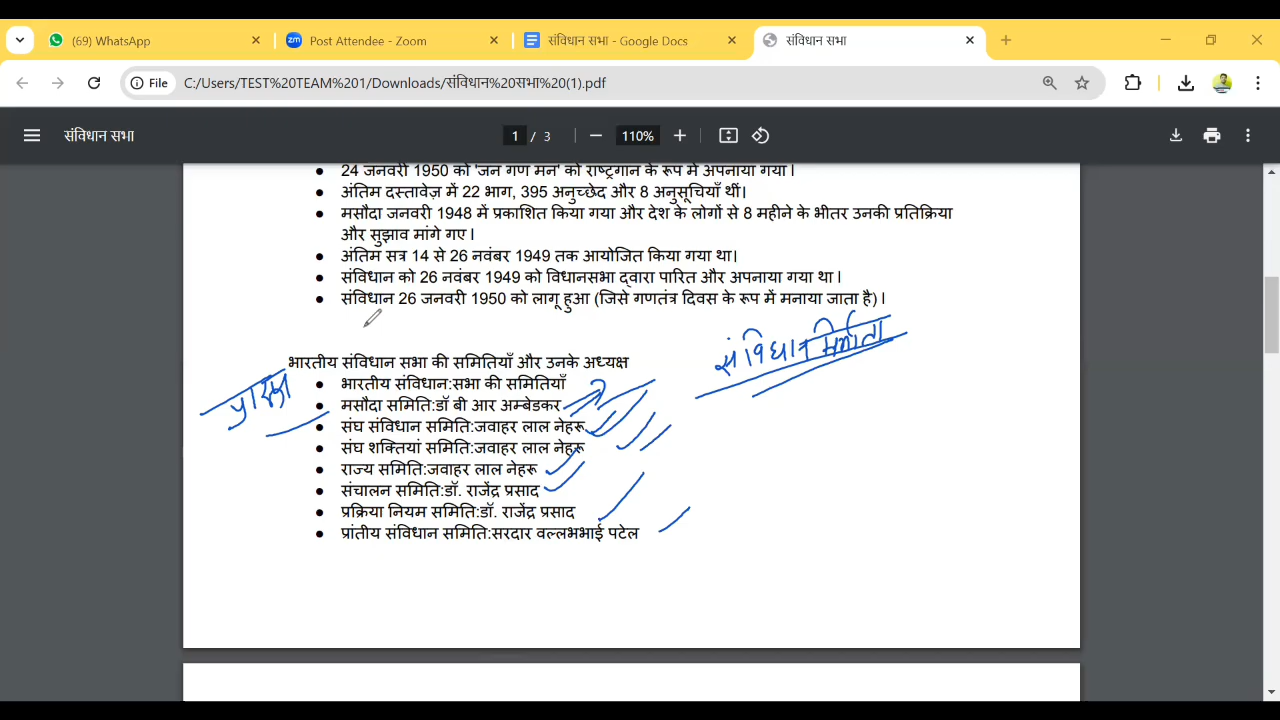 (69) WhatsApp
Post Attendee - Zoom
संविधान सभा - Google Docs
संविधान सभा
File
C:/Users/TEST%20TEAM%201/Downloads/संविधान%20सभा%20(1).pdf
संविधान सभा
1 / 3
110%
24 जनवरी 1950 को 'जन गण मन' को राष्ट्रगान के रूप में अपनाया गया ।
अंतिम दस्तावेज़ में 22 भाग, 395 अनुच्छेद और 8 अनुसूचियाँ थीं।
मसौदा जनवरी 1948 में प्रकाशित किया गया और देश के लोगों से 8 महीने के भीतर उनकी प्रतिक्रिया
और सुझाव मांगे गए ।
अंतिम सत्र 14 से 26 नवंबर 1949 तक आयोजित किया गया था।
संविधान को 26 नवंबर 1949 को विधानसभा द्वारा पारित और अपनाया गया था ।
संविधान 26 जनवरी 1950 को लागू हुआ (जिसे गणतंत्र दिवस के रूप में मनाया जाता है) ।
संविधान निर्माता
भारतीय संविधान सभा की समितियाँ और उनके अध्यक्ष
भारतीय संविधान:सभा की समितियाँ
मसौदा समिति:डॉ बी आर अम्बेडकर
संघ संविधान समिति:जवाहर लाल नेहरू
संघ शक्तियां समिति:जवाहर लाल नेहरू
राज्य समिति:जवाहर लाल नेहरू
संचालन समिति:डॉ. राजेंद्र प्रसाद
प्रक्रिया नियम समिति:डॉ. राजेंद्र प्रसाद
प्रांतीय संविधान समिति:सरदार वल्लभभाई पटेल